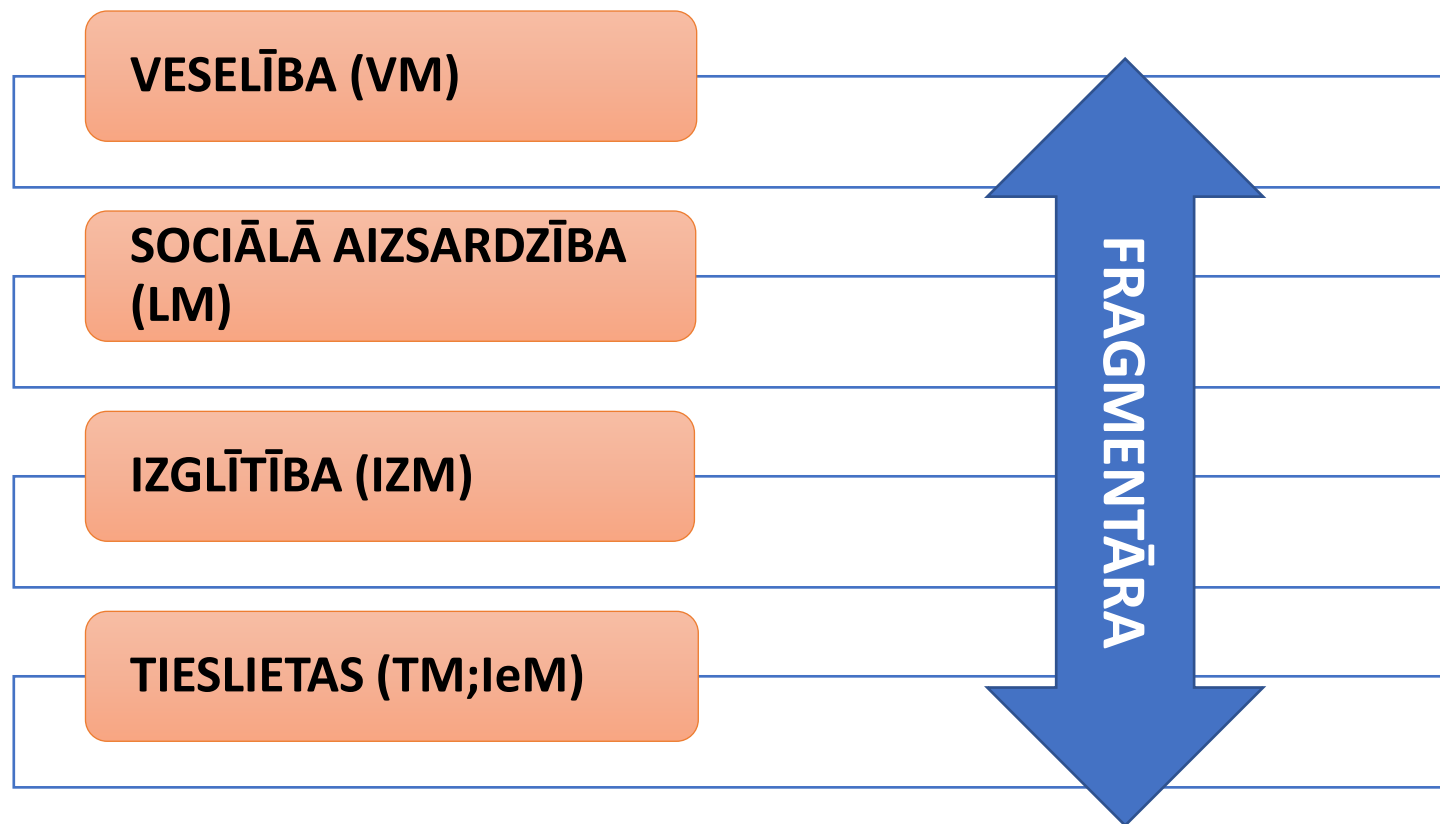 VESELĪBA (VM)
SOCIĀLĀ AIZSARDZĪBA
(LM)
IZGLĪTĪBA (IZM)
TIESLIETAS (TM;IeM)
FRAGMENTĀRA